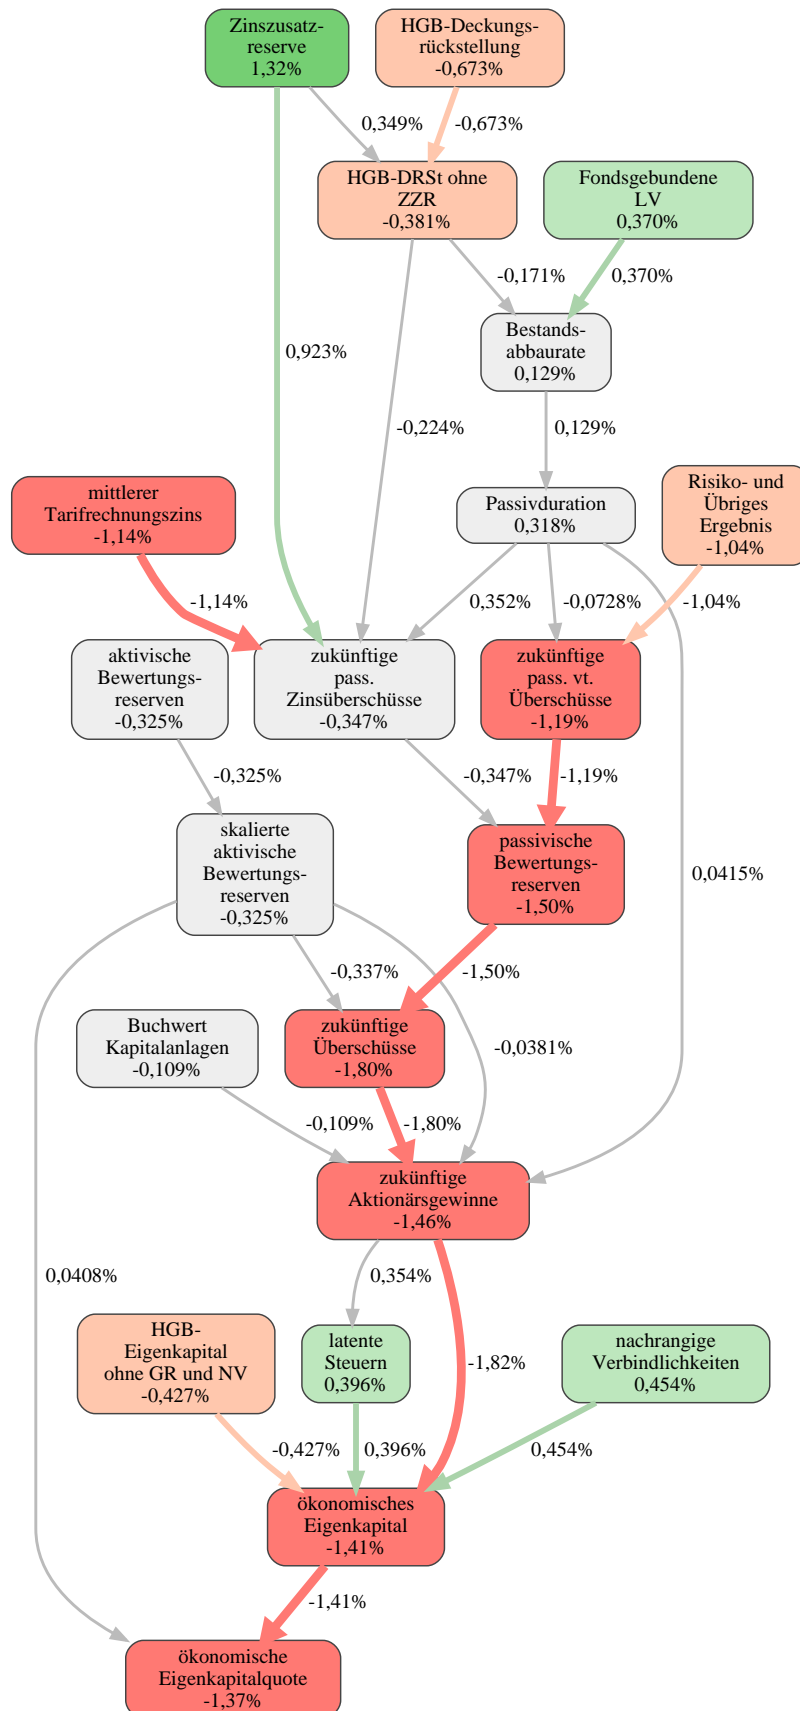 Zinszusatz-
reserve
1,32%
HGB-Deckungs-
rückstellung
-0,673%
0,349%
-0,673%
HGB-DRSt ohne
ZZR
-0,381%
Fondsgebundene
LV
0,370%
-0,171%
0,370%
Bestands-
abbaurate
0,129%
0,923%
-0,224%
0,129%
mittlerer
Tarifrechnungszins
-1,14%
Passivduration
0,318%
Risiko- und
Übriges
Ergebnis
-1,04%
-1,14%
0,352%
-0,0728%
-1,04%
aktivische
Bewertungs-
reserven
-0,325%
zukünftige
pass.
Zinsüberschüsse
-0,347%
zukünftige
pass. vt.
Überschüsse
-1,19%
-0,325%
-0,347%
-1,19%
skalierte
aktivische
Bewertungs-
reserven
-0,325%
passivische
Bewertungs-
reserven
-1,50%
0,0415%
-0,337%
-1,50%
Buchwert
Kapitalanlagen
-0,109%
zukünftige
Überschüsse
-1,80%
-0,0381%
-0,109%
-1,80%
zukünftige
Aktionärsgewinne
-1,46%
0,0408%
0,354%
HGB-
Eigenkapital
ohne GR und NV
-0,427%
latente
Steuern
0,396%
-1,82%
nachrangige
Verbindlichkeiten
0,454%
-0,427%
0,396%
0,454%
ökonomisches
Eigenkapital
-1,41%
-1,41%
ökonomische
Eigenkapitalquote
-1,37%